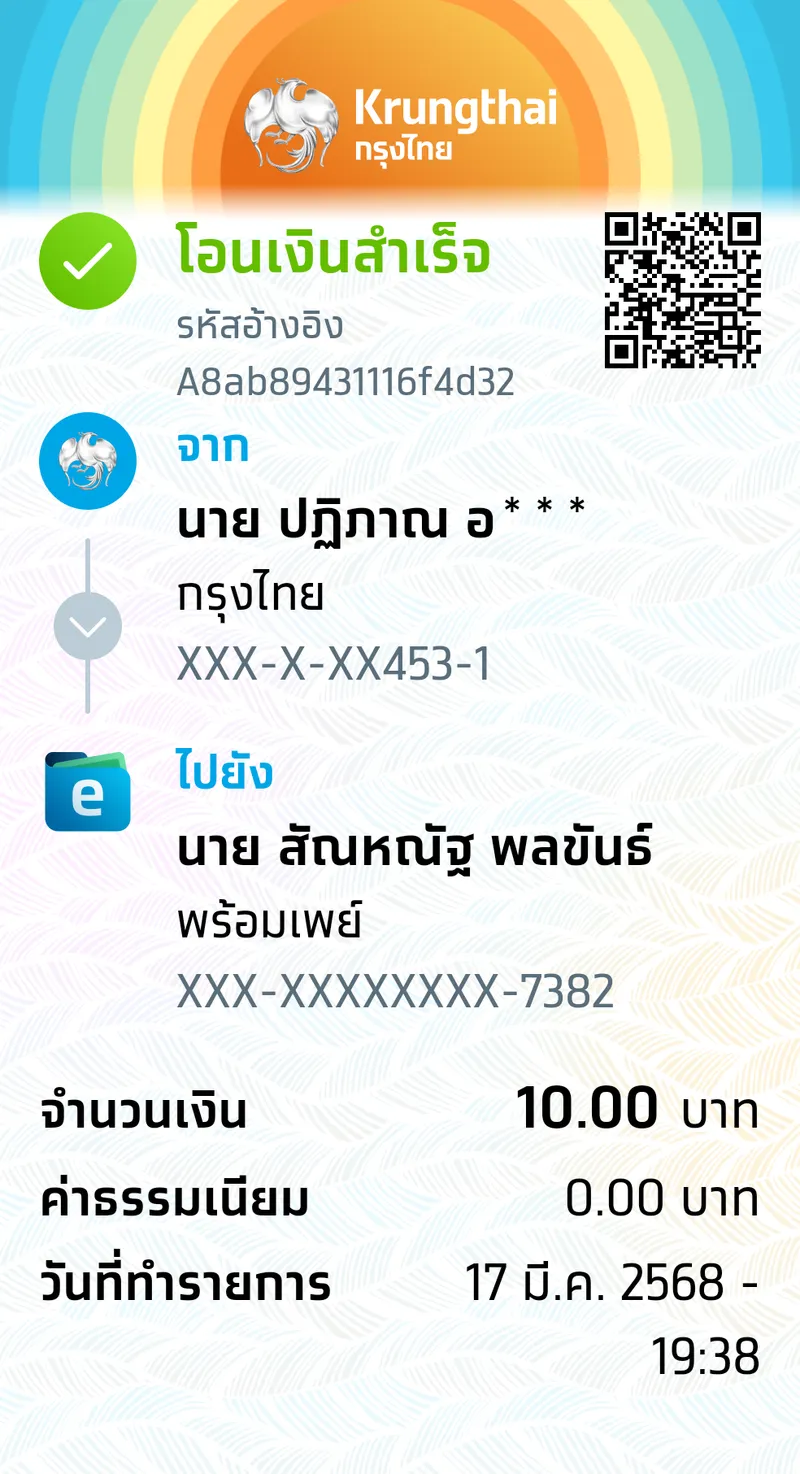 Krungthai
กรุงไทย
โอนเงินสำเร็จ
รหัสอ้างอิง
A8ab89431116f4d32
จาก
นาย ปฏิภาณ อ***
กรุงไทย
XXX-X-XX453-1
e
ไปยัง
นาย สัณหณัฐ พลขันธ์
พร้อมเพย์
XXX-XXXXXXXX-7382
จำนวนเงิน 10.00 บาท
ค่าธรรมเนียม 0.00 บาท
วันที่ทำรายการ 17 มี.ค. 2568 -
19:38